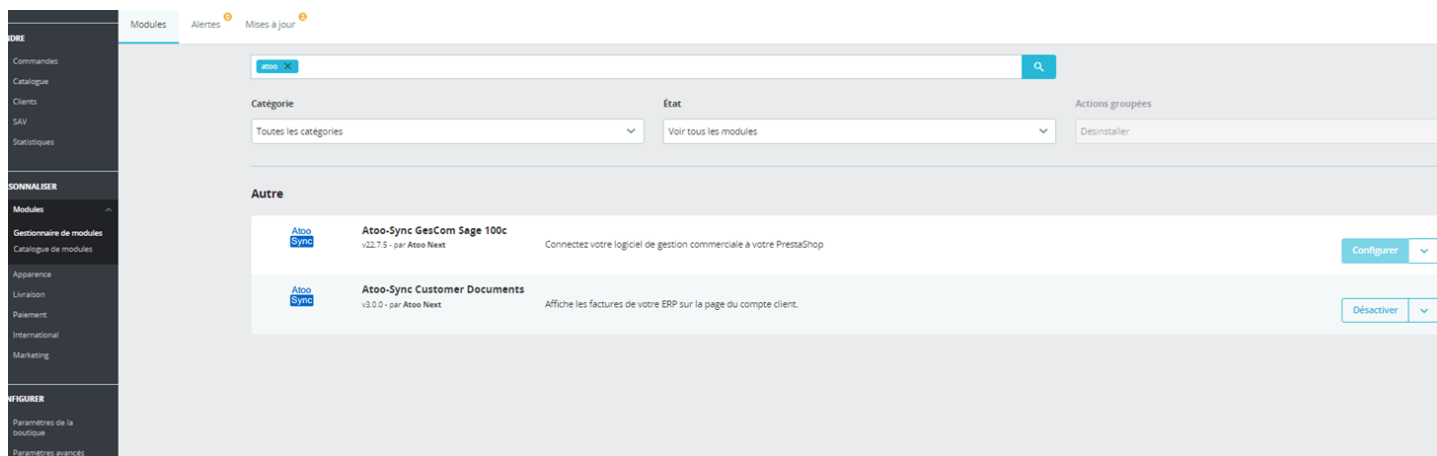 Modules
Alertes 0
Mises à jour 2
NDRE
Commandes
Catalogue
Clients
SAV
Statistiques
SONNALISER
Modules
Gestionnaire de modules
Catalogue de modules
Apparence
Livraison
Paiement
International
Marketing
NFIGURER
Paramètres de la
boutique
Paramètres avancés
atoo X
Catégorie
État
Actions groupées
Toutes les catégories
Voir tous les modules
Désinstaller
Autre
Atoo
Sync
Atoo-Sync GesCom Sage 100c
v22.7.5 - par Atoo Next
Connectez votre logiciel de gestion commerciale à votre PrestaShop
Configurer
Atoo
Sync
Atoo-Sync Customer Documents
v3.0.0 - par Atoo Next
Affiche les factures de votre ERP sur la page du compte client.
Désactiver